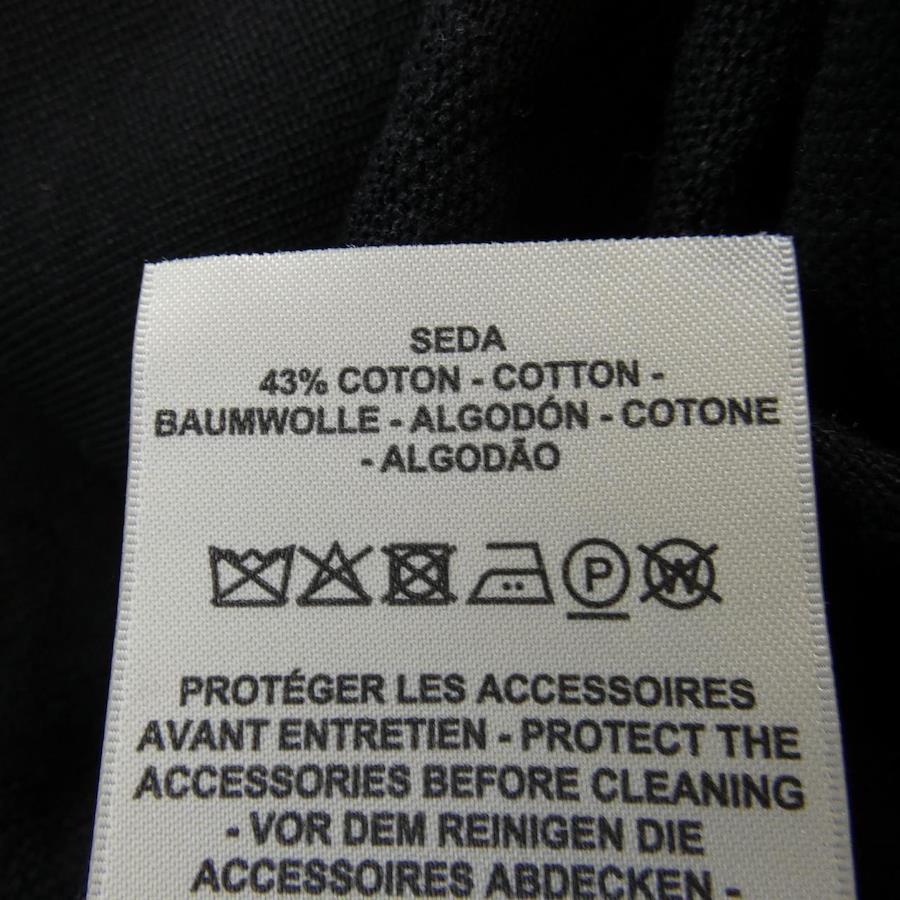 SEDA
43% COTON - COTTON -
BAUMWOLLE - ALGODÓN - COTONE
- ALGODÃO
P W
PROTÉGER LES ACCESSOIRES
AVANT ENTRETIEN - PROTECT THE
ACCESSORIES BEFORE CLEANING
- VOR DEM REINIGEN DIE
ACCESSOIRES ABDECKEN -